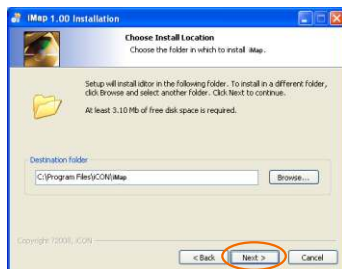 iMap 1.00 Installation
Choose Install Location
Choose the folder in which to install iMap.
Setup will install iditor in the following folder. To install in a different folder,
click Browse and select another folder. Click Next to continue.
At least 3.10 Mb of free disk space is required.
Destination folder
C:\Program Files\iCON\iMap
Browse...
Copyright ?2008, iCON
< Back
Next >
Cancel